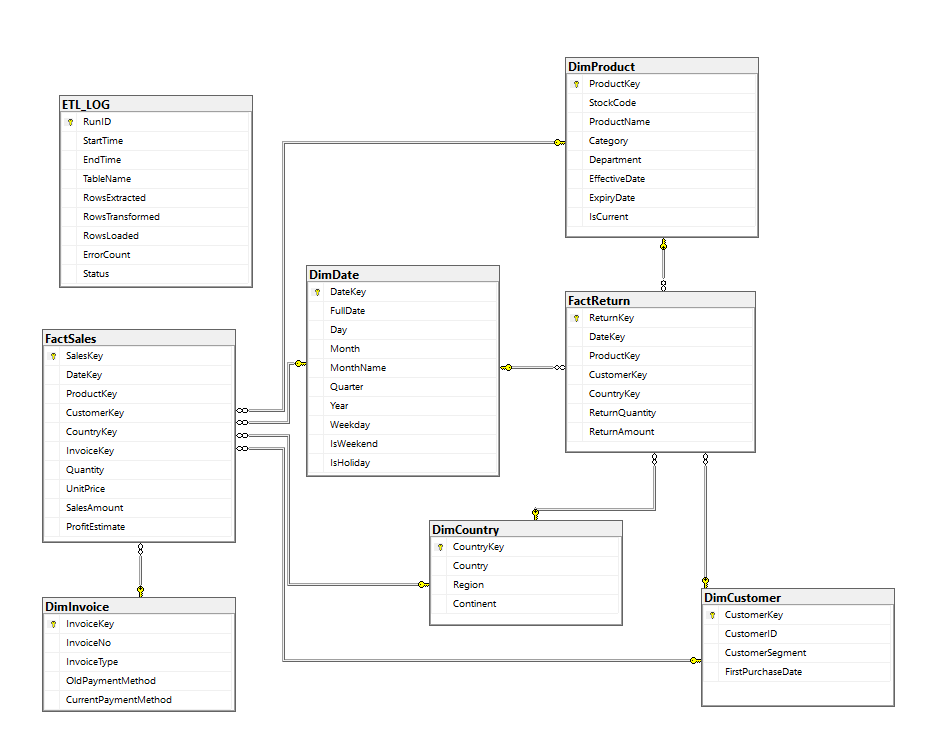 ETL_LOG
RunID
StartTime
EndTime
TableName
RowsExtracted
RowsTransformed
RowsLoaded
ErrorCount
Status
DimProduct
ProductKey
StockCode
ProductName
Category
Department
EffectiveDate
ExpiryDate
IsCurrent
DimDate
DateKey
FullDate
Day
Month
MonthName
Quarter
Year
Weekday
IsWeekend
IsHoliday
FactReturn
ReturnKey
DateKey
ProductKey
CustomerKey
CountryKey
ReturnQuantity
ReturnAmount
FactSales
SalesKey
DateKey
ProductKey
CustomerKey
CountryKey
InvoiceKey
Quantity
UnitPrice
SalesAmount
ProfitEstimate
DimCountry
CountryKey
Country
Region
Continent
DimInvoice
InvoiceKey
InvoiceNo
InvoiceType
OldPaymentMethod
CurrentPaymentMethod
DimCustomer
CustomerKey
CustomerID
CustomerSegment
FirstPurchaseDate